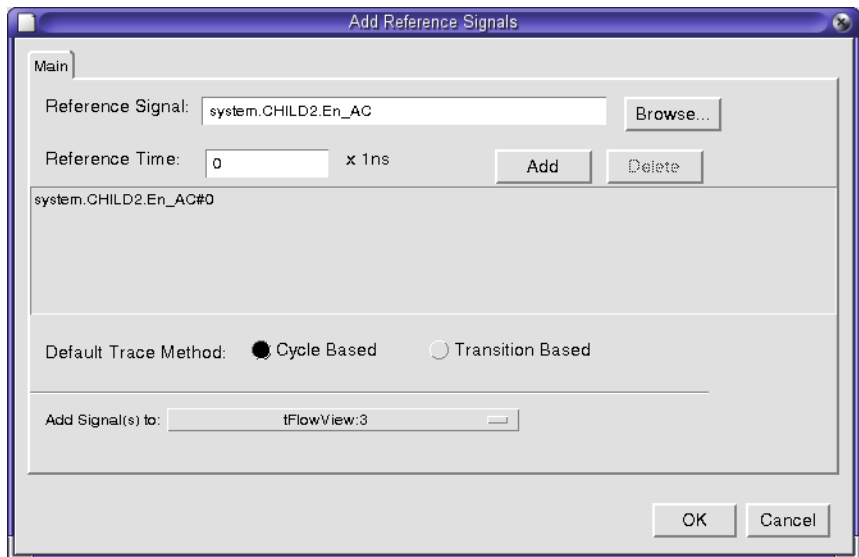 Add Reference Signals
Main
Reference Signal: system.CHILD2.En_AC Browse...
Reference Time: 0 x 1ns Add Delete
system.CHILD2.En_AC#0
Default Trace Method: Cycle Based Transition Based
Add Signal(s) to: tFlowView:3
OK Cancel